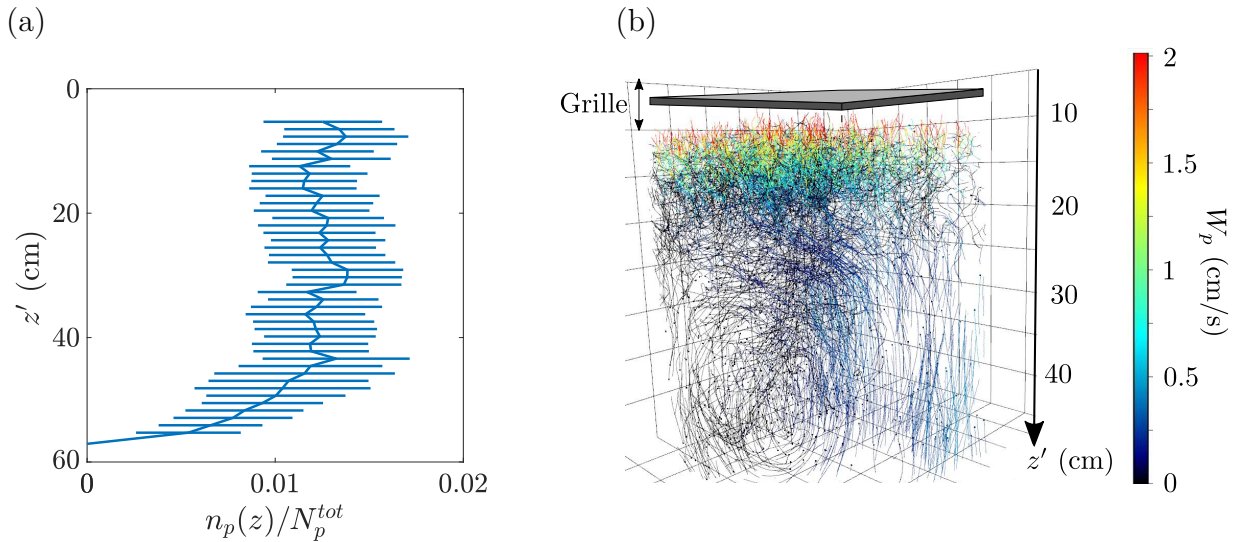 (a)
0
20
40
60
z′ (cm)
0
0.01
0.02
n_p(z)/N_p^{tot}
(b)
Grille
10
20
30
40
z′ (cm)
2
1.5
1
0.5
0
W_p (cm/s)